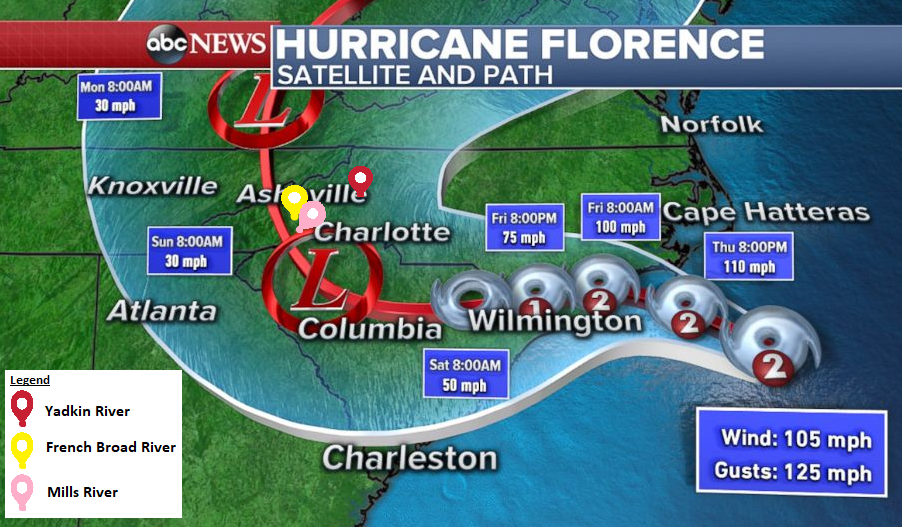 abc NEWS
HURRICANE FLORENCE
SATELLITE AND PATH
Mon 8:00AM
30 mph
L
Norfolk
Knoxville
Asheville
Charlotte
Fri 8:00PM
75 mph
Fri 8:00AM
100 mph
Cape Hatteras
Thu 8:00PM
110 mph
Sun 8:00AM
30 mph
L
Atlanta
Columbia
Wilmington
1
2
2
2
Sat 8:00AM
50 mph
Charleston
Legend
Yadkin River
French Broad River
Mills River
Wind: 105 mph
Gusts: 125 mph